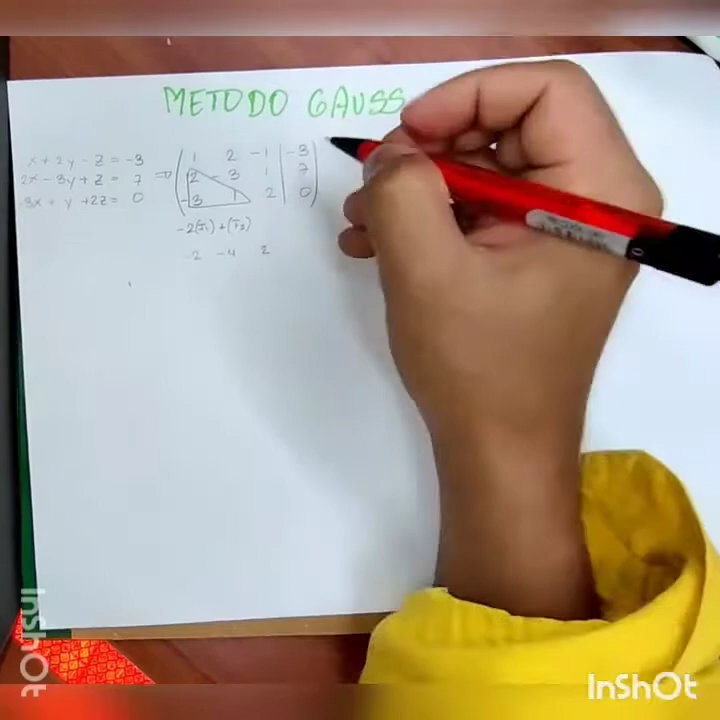 METODO GAUSS
x + 2y - z = -3
2x - 3y + z = 7 ⇒
3x + y + 2z = 0
1 2 -1 | -3
2 -3 1 | 7
-3 1 2 | 0
-2(F1)+(F2)
-2 -4 2
InShOt
InShOt